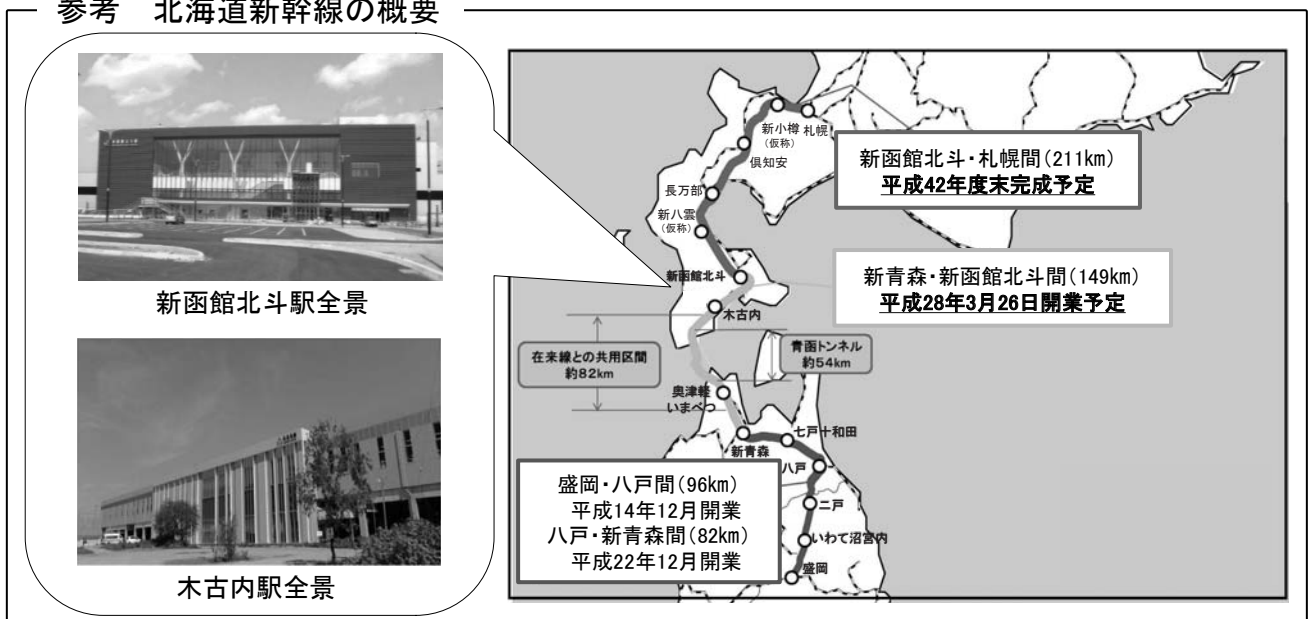 参考　北海道新幹線の概要
新函館北斗駅全景
木古内駅全景
新小樽
(仮称)
札幌
倶知安
長万部
新八雲
(仮称)
新函館北斗
木古内
新函館北斗・札幌間(211km)
平成42年度末完成予定
新青森・新函館北斗間(149km)
平成28年3月26日開業予定
在来線との共用区間
約82km
青函トンネル
約54km
奥津軽
いまべつ
新青森
七戸十和田
八戸
二戸
いわて沼宮内
盛岡
盛岡・八戸間(96km)
平成14年12月開業
八戸・新青森間(82km)
平成22年12月開業